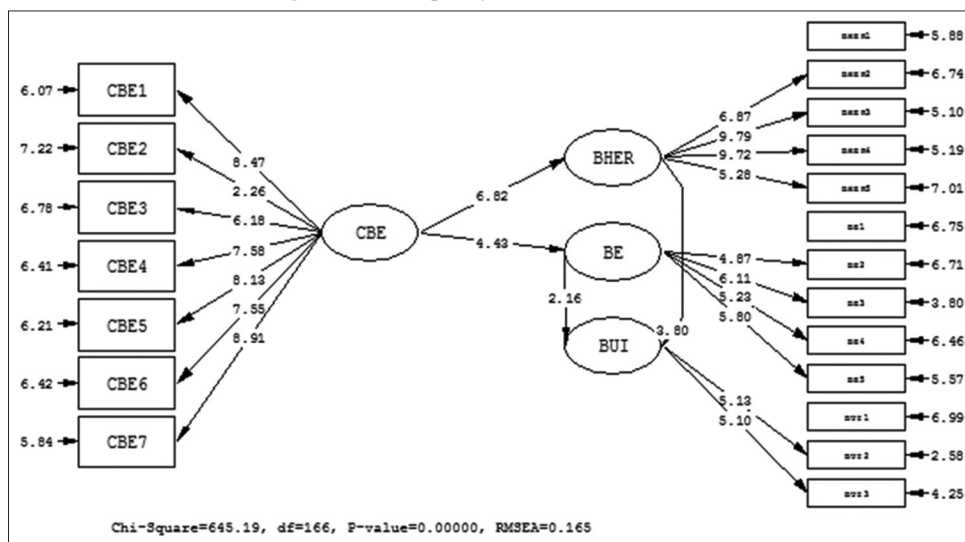 6.07 CBE1
7.22 CBE2
6.78 CBE3
6.41 CBE4
6.21 CBE5
6.42 CBE6
5.84 CBE7
8.47
2.26
6.18
7.58
8.13
7.55
8.91
CBE
6.82
4.43
BHER
BE
2.16
BUI
3.80
6.87
9.79
9.72
5.28
4.87
6.11
5.23
5.80
5.13
5.10
5.88
6.74
5.10
5.19
7.01
6.75
6.71
3.80
6.46
5.57
6.99
2.58
4.25
Chi-Square=645.19, df=166, P-value=0.00000, RMSEA=0.165